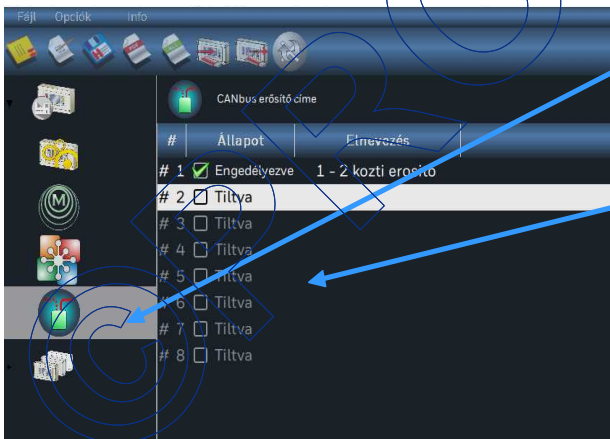 Fájl Opciók Info
CANbus erősítő címe
# Állapot Elnevezés
# 1 Engedélyezve 1 - 2 kozti erosito
# 2 Tiltva
# 3 Tiltva
# 4 Tiltva
# 5 Tiltva
# 6 Tiltva
# 7 Tiltva
# 8 Tiltva
M